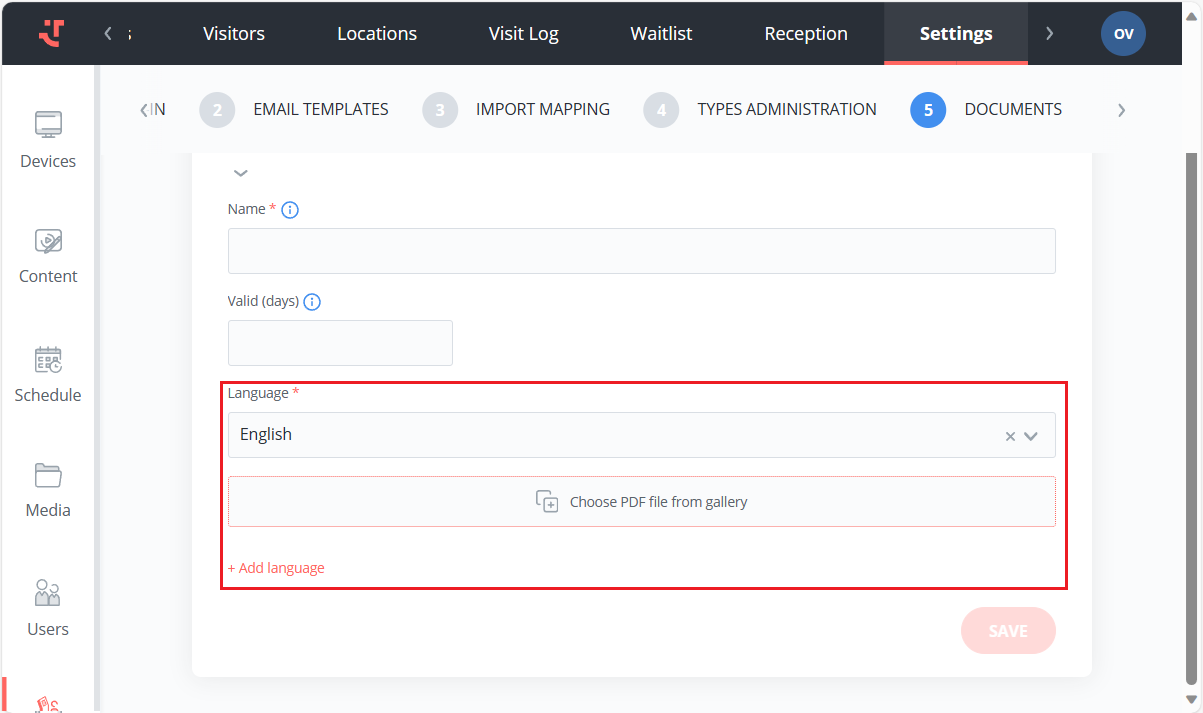 Visitors Locations Visit Log Waitlist Reception Settings OV
IN 2 EMAIL TEMPLATES 3 IMPORT MAPPING 4 TYPES ADMINISTRATION 5 DOCUMENTS
Devices
Content
Schedule
Media
Users
Name *
Valid (days)
Language *
English
Choose PDF file from gallery
+ Add language
SAVE